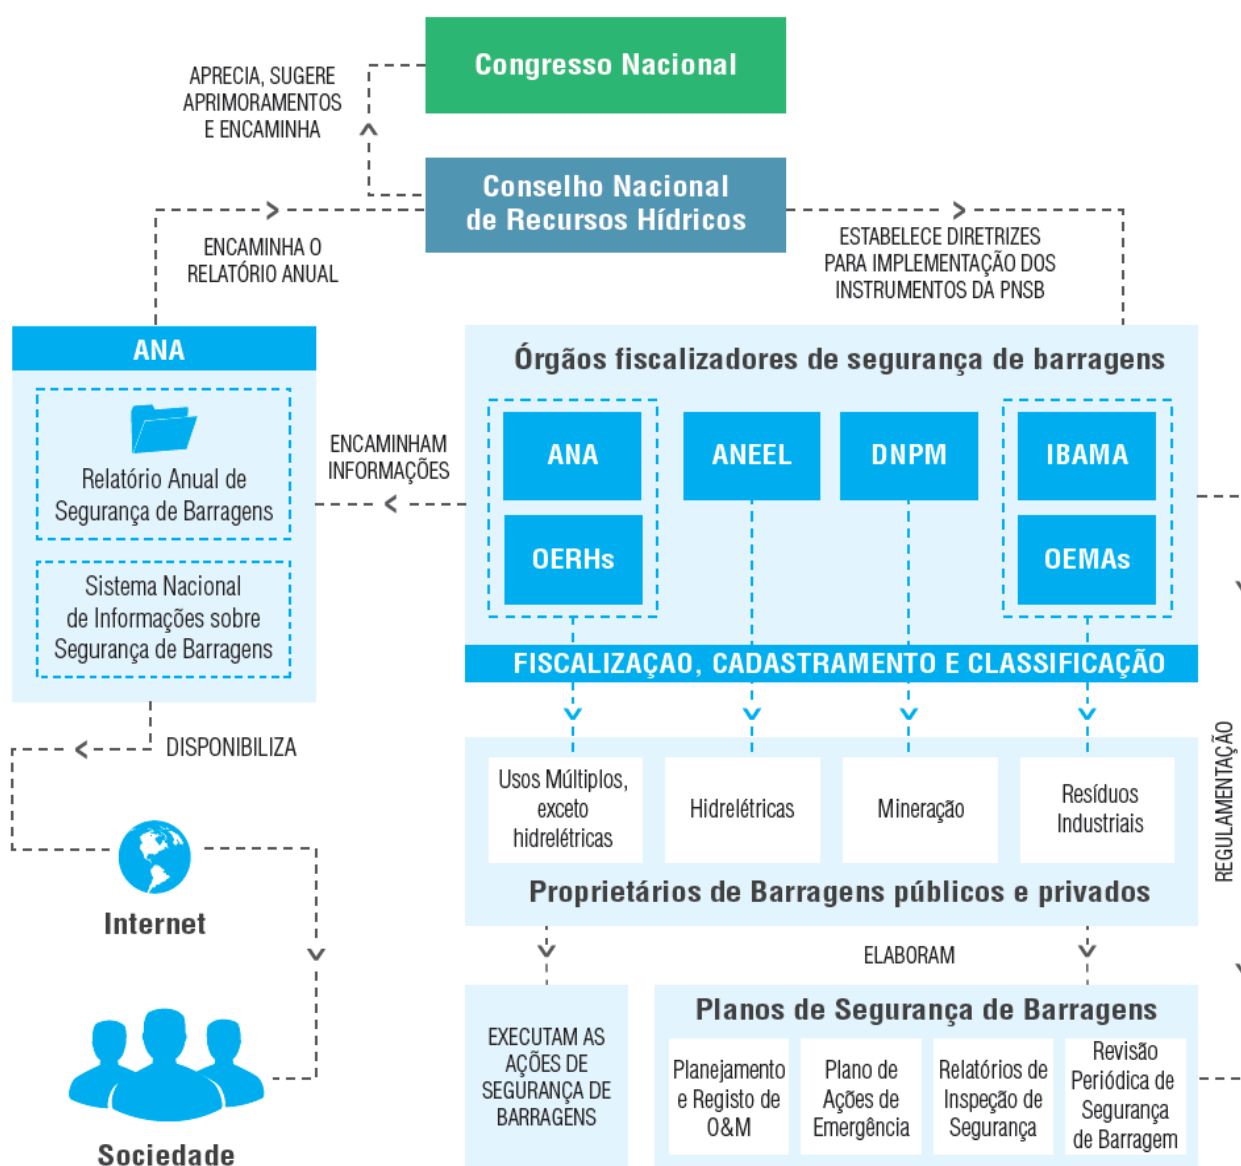 Congresso Nacional
APRECIA, SUGERE
APRIMORAMENTOS
E ENCAMINHA
Conselho Nacional
de Recursos Hídricos
ENCAMINHA O
RELATÓRIO ANUAL
ESTABELECE DIRETRIZES
PARA IMPLEMENTAÇÃO DOS
INSTRUMENTOS DA PNSB
ANA
Relatório Anual de
Segurança de Barragens
Sistema Nacional
de Informações sobre
Segurança de Barragens
ENCAMINHAM
INFORMAÇÕES
Órgãos fiscalizadores de segurança de barragens
ANA
OERHs
ANEEL
DNPM
IBAMA
OEMAs
FISCALIZAÇAO, CADASTRAMENTO E CLASSIFICAÇÃO
DISPONIBILIZA
Internet
Sociedade
Usos Múltiplos,
exceto
hidrelétricas
Hidrelétricas
Mineração
Resíduos
Industriais
Proprietários de Barragens públicos e privados
REGULAMENTAÇÃO
ELABORAM
EXECUTAM AS
AÇÕES DE
SEGURANÇA DE
BARRAGENS
Planos de Segurança de Barragens
Planejamento
e Registo de
O&M
Plano de
Ações de
Emergência
Relatórios de
Inspeção de
Segurança
Revisão
Periódica de
Segurança
de Barragem